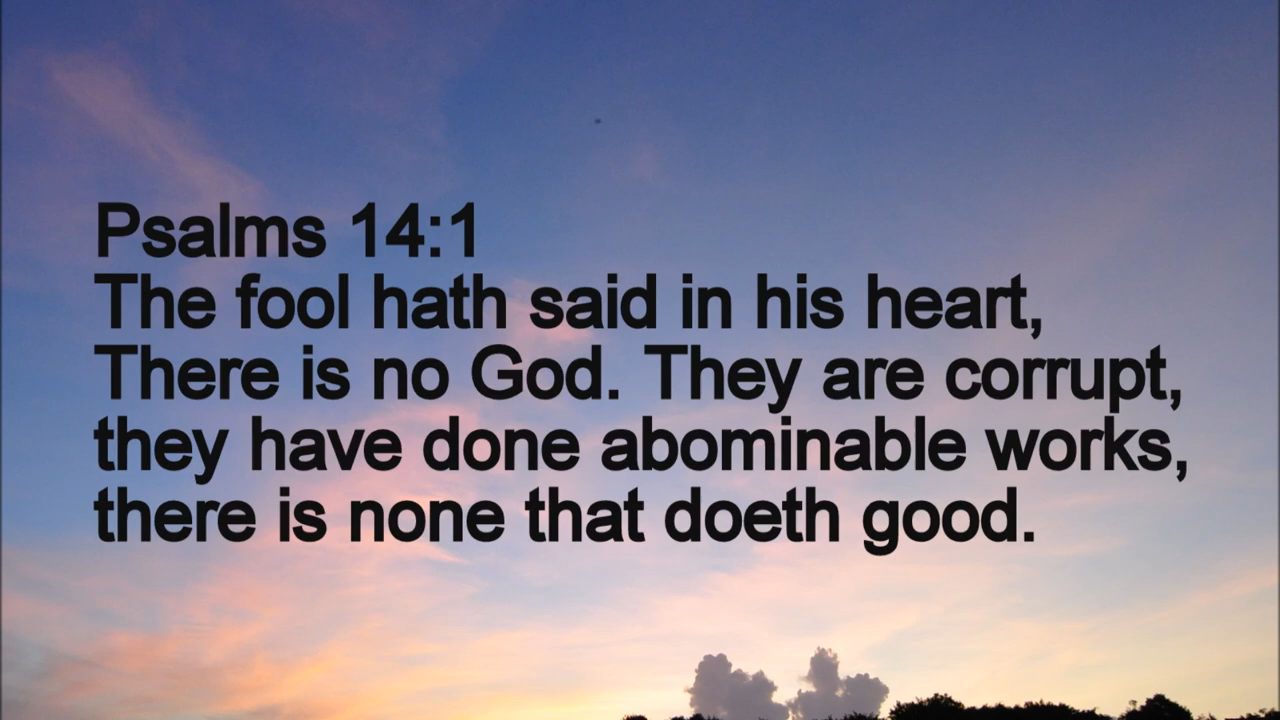 Psalms 14:1
The fool hath said in his heart,
There is no God. They are corrupt,
they have done abominable works,
there is none that doeth good.